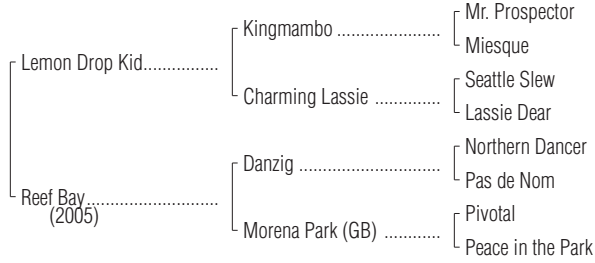 Mr. Prospector
Kingmambo ......................
Miesque
Lemon Drop Kid................
Seattle Slew
Charming Lassie ..............
Lassie Dear
Northern Dancer
Danzig ..............................
Pas de Nom
Reef Bay............................
(2005)
Pivotal
Morena Park (GB) ............
Peace in the Park